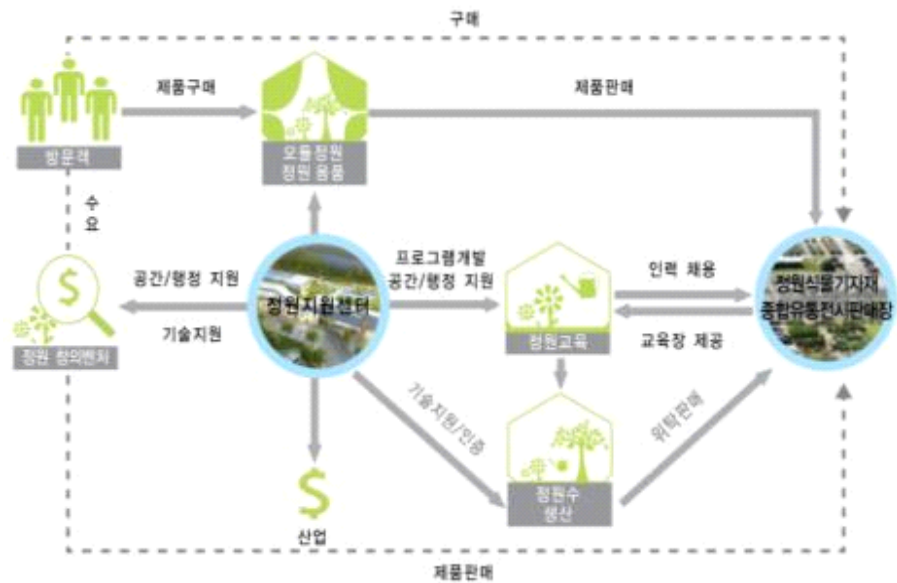 구매
제품구매
제품판매
방문객
오픈정원
정원 용품
수
요
공간/행정 지원
기술지원
정원지원센터
프로그램개발
공간/행정 지원
인력 채용
교육장 제공
정원식물기자재
종합유통전시판매장
정원 창의벤처
정원교육
기술지원/인증
위탁판매
정원수
생산
산업
제품판매